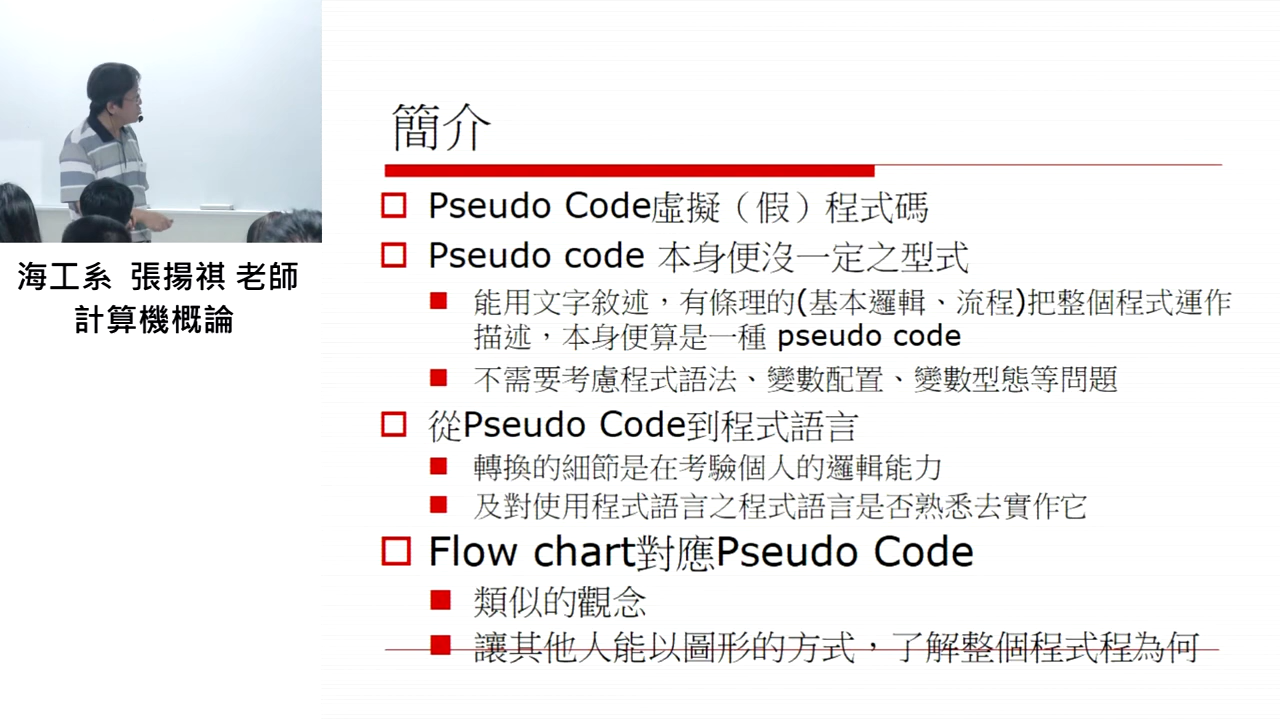 海工系 張揚祺 老師
計算機概論
簡介
Pseudo Code虛擬（假）程式碼
Pseudo code 本身便沒一定之型式
能用文字敘述，有條理的(基本邏輯、流程)把整個程式運作
描述，本身便算是一種 pseudo code
不需要考慮程式語法、變數配置、變數型態等問題
從Pseudo Code到程式語言
轉換的細節是在考驗個人的邏輯能力
及對使用程式語言之程式語言是否熟悉去實作它
Flow chart對應Pseudo Code
類似的觀念
讓其他人能以圖形的方式，了解整個程式程為何